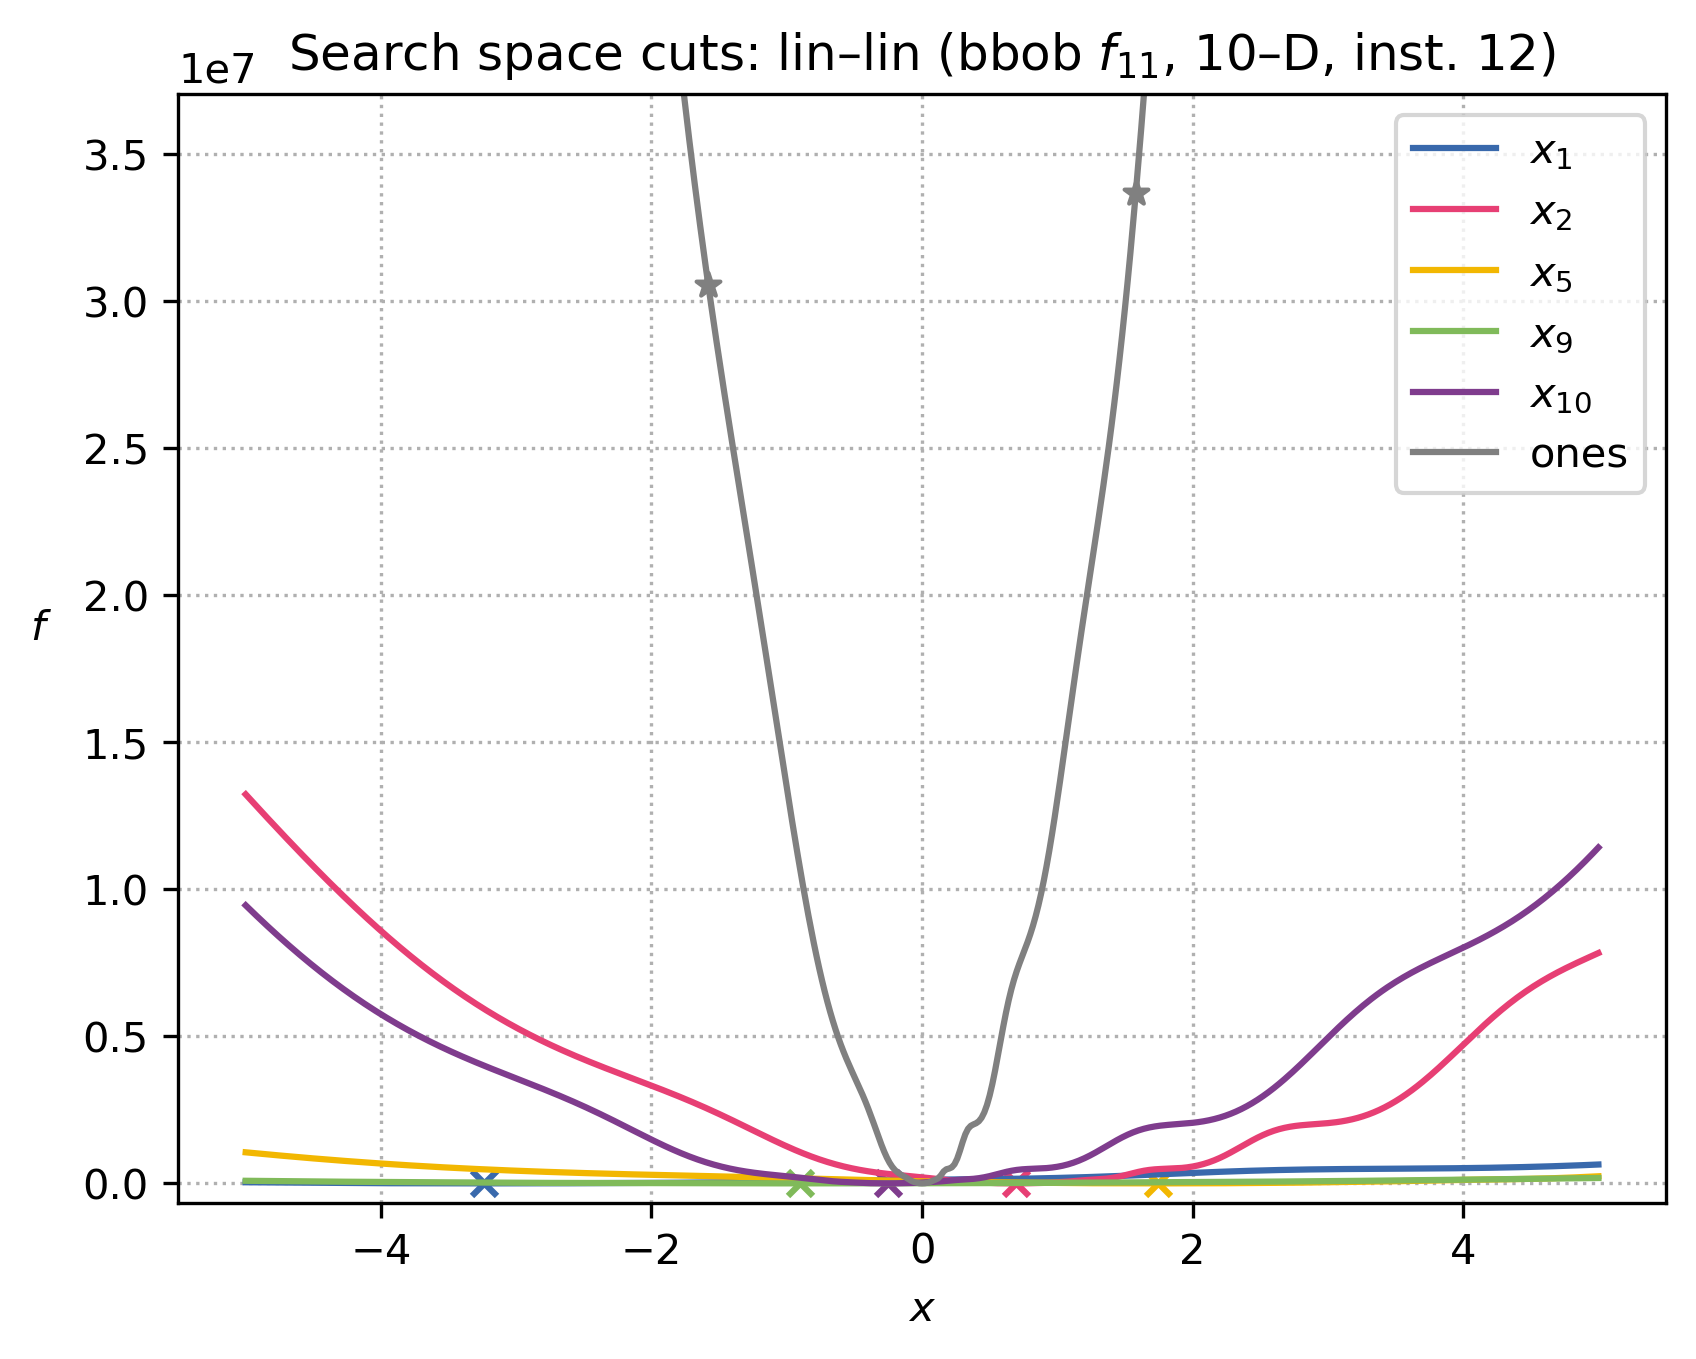 Search space cuts: lin–lin (bbob f11, 10–D, inst. 12)
1e7
3.5
3.0
2.5
2.0
1.5
1.0
0.5
0.0
f
−4
−2
0
2
4
x
x1
x2
x5
x9
x10
ones